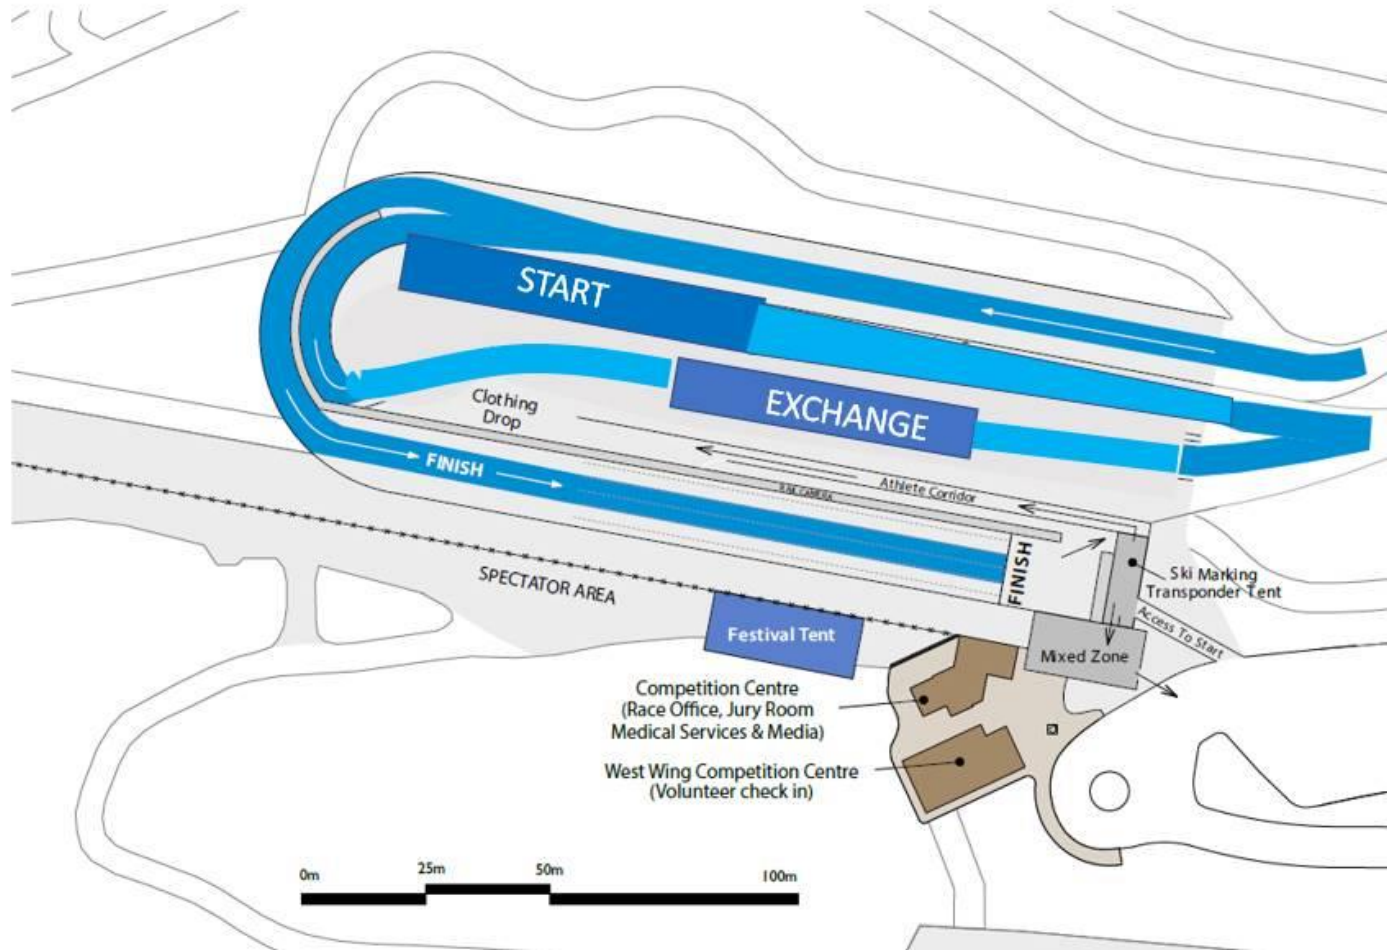 START
EXCHANGE
Clothing
Drop
FINISH
Athlete Corridor
FINISH
Ski Marking
Transponder Tent
SPECTATOR AREA
Access To Start
Festival Tent
Mixed Zone
Competition Centre
(Race Office, Jury Room
Medical Services & Media)
West Wing Competition Centre
(Volunteer check in)
0m
25m
50m
100m